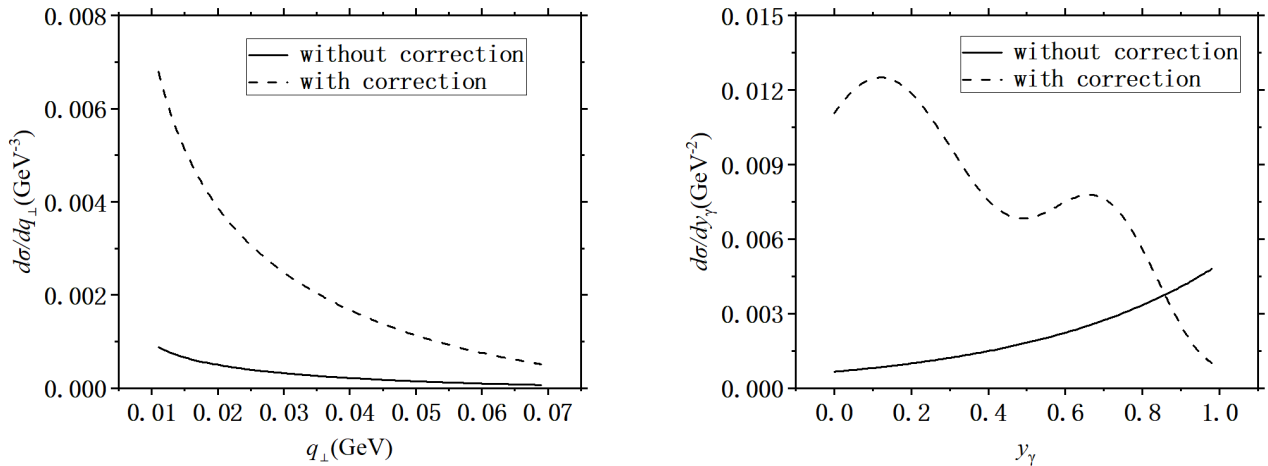 0.008
0.006
0.004
0.002
0.000
dσ/dq⊥(GeV-3)
without correction
with correction
0.01 0.02 0.03 0.04 0.05 0.06 0.07
q⊥(GeV)
0.015
0.012
0.009
0.006
0.003
0.000
dσ/dyγ(GeV-2)
without correction
with correction
0.0 0.2 0.4 0.6 0.8 1.0
yγ